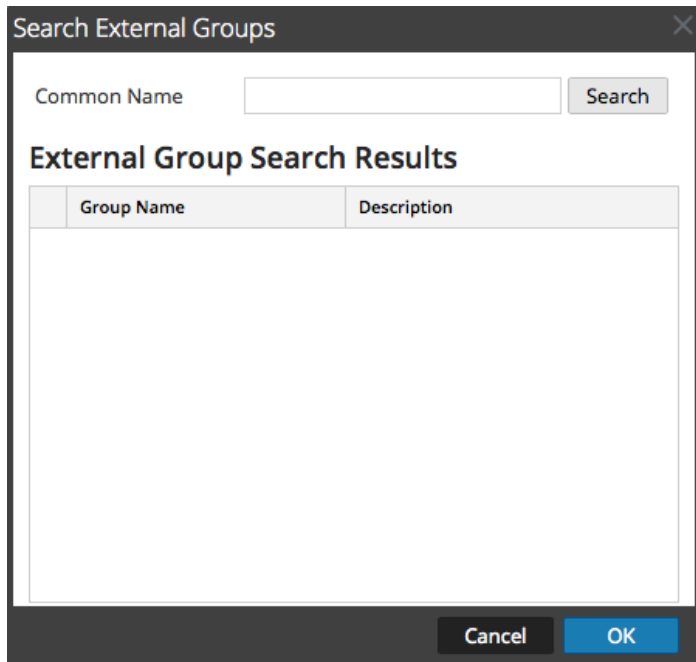 Search External Groups
Common Name Search
External Group Search Results
Group Name Description
Cancel OK